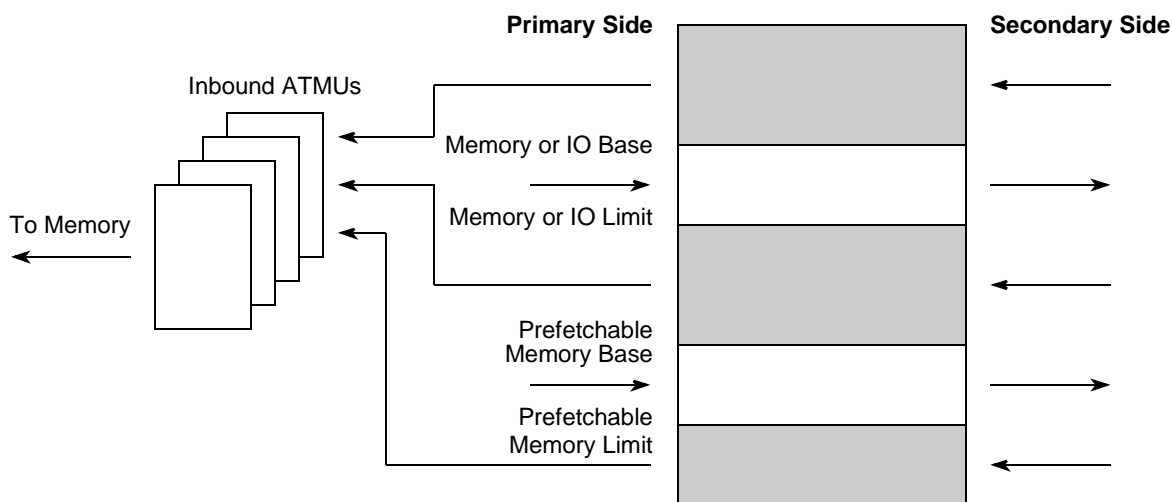 Primary Side
Secondary Side
Inbound ATMUs
Memory or IO Base
Memory or IO Limit
To Memory
Prefetchable
Memory Base
Prefetchable
Memory Limit